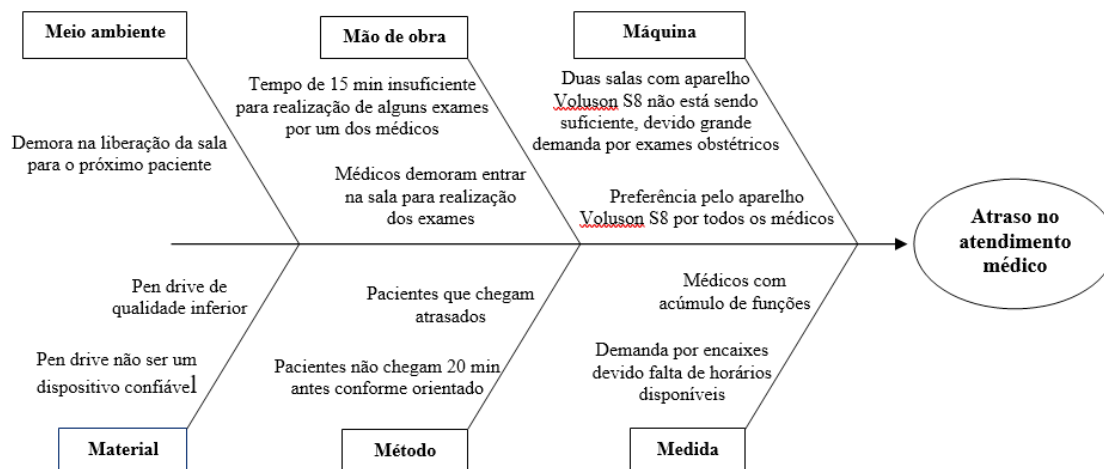 Meio ambiente
Mão de obra
Máquina
Demora na liberação da sala
para o próximo paciente
Tempo de 15 min insuficiente
para realização de alguns exames
por um dos médicos
Médicos demoram entrar
na sala para realização
dos exames
Duas salas com aparelho
Voluson S8 não está sendo
suficiente, devido grande
demanda por exames obstétricos
Preferência pelo aparelho
Voluson S8 por todos os médicos
Atraso no
atendimento
médico
Pen drive de
qualidade inferior
Pen drive não ser um
dispositivo confiável
Pacientes que chegam
atrasados
Pacientes não chegam 20 min
antes conforme orientado
Médicos com
acúmulo de funções
Demanda por encaixes
devido falta de horários
disponíveis
Material
Método
Medida